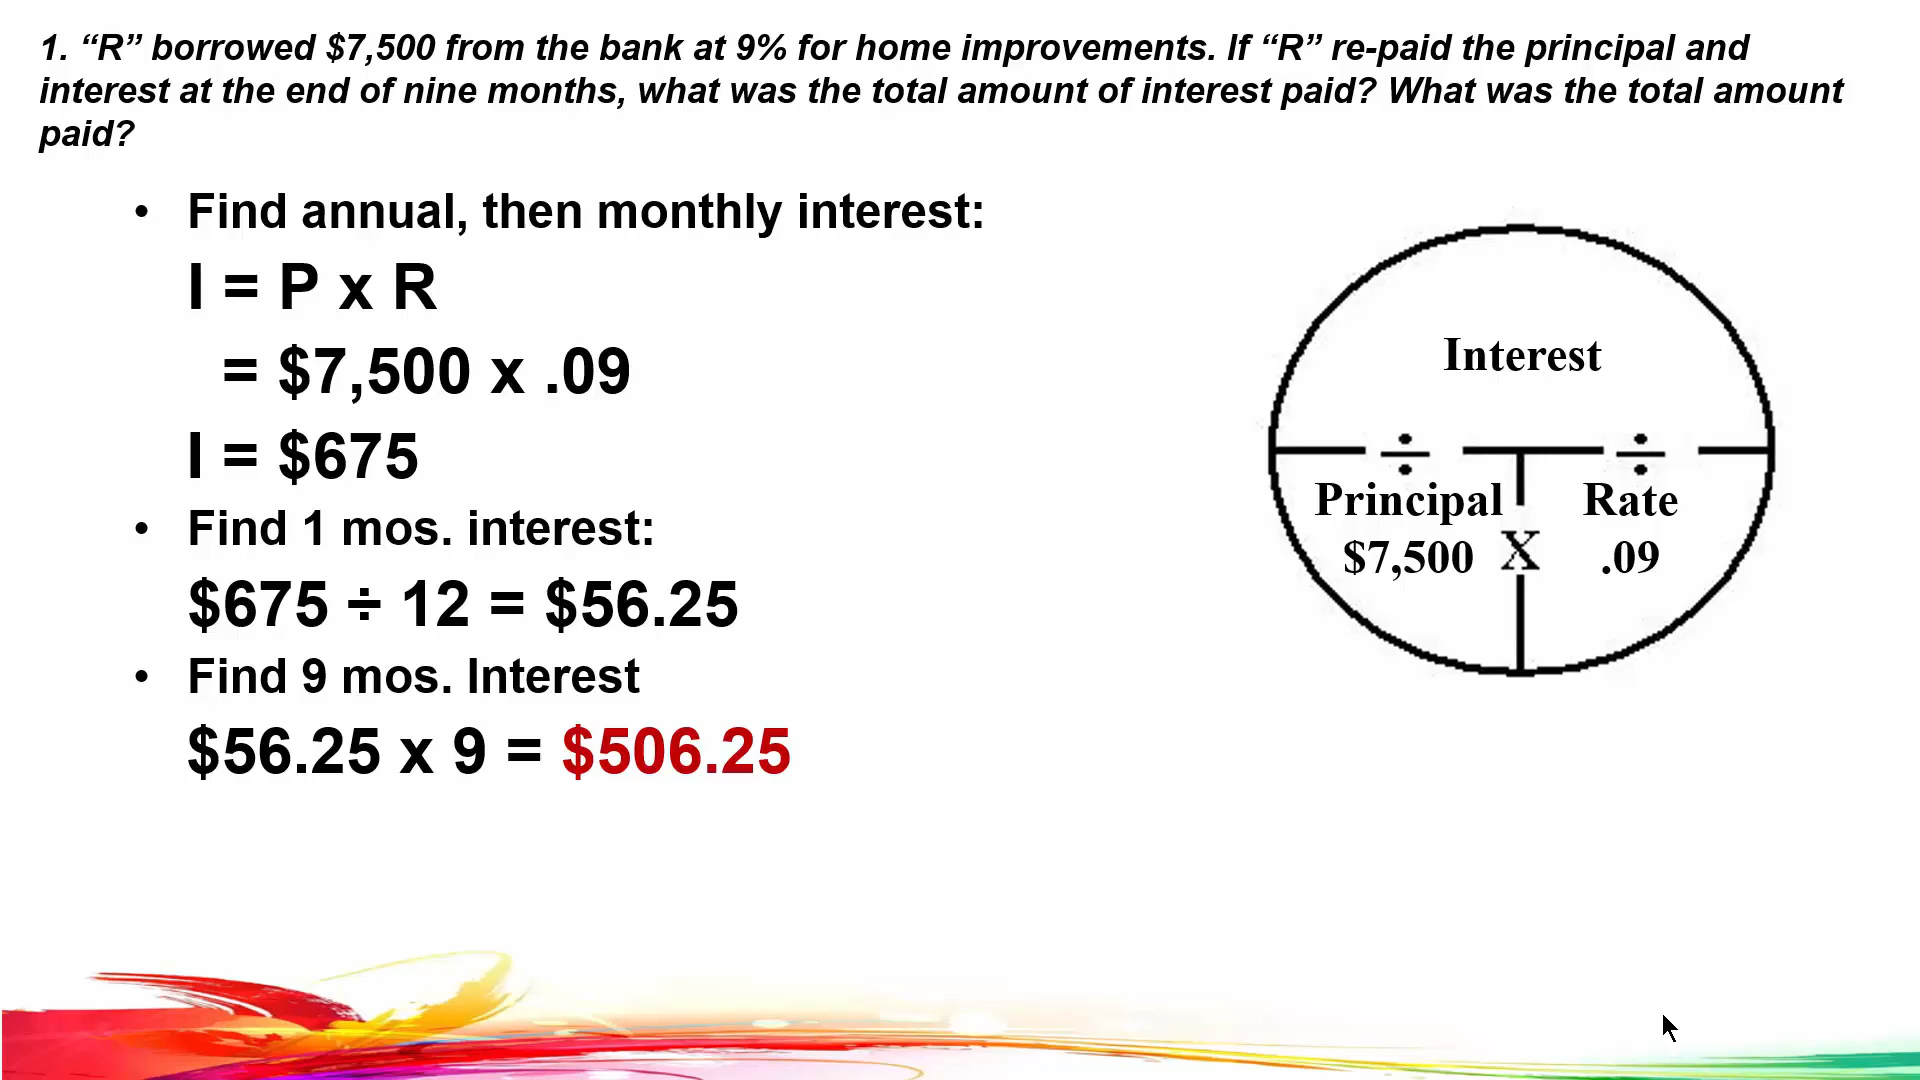 1. “R” borrowed $7,500 from the bank at 9% for home improvements. If “R” re-paid the principal and
interest at the end of nine months, what was the total amount of interest paid? What was the total amount
paid?
• Find annual, then monthly interest:
I = P x R
= $7,500 x .09
I = $675
• Find 1 mos. interest:
$675 ÷ 12 = $56.25
• Find 9 mos. Interest
$56.25 x 9 = $506.25
Interest
÷ ÷
Principal Rate
$7,500 X .09